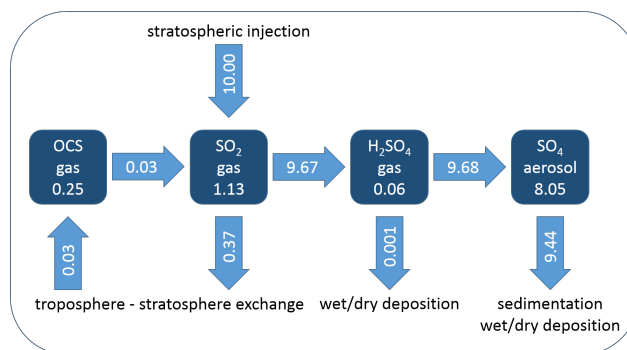 stratospheric injection
10.00
OCS
gas
0.25
0.03
SO₂
gas
1.13
9.67
H₂SO₄
gas
0.06
9.68
SO₄
aerosol
8.05
0.03
0.37
0.001
9.44
troposphere - stratosphere exchange
wet/dry deposition
sedimentation
wet/dry deposition